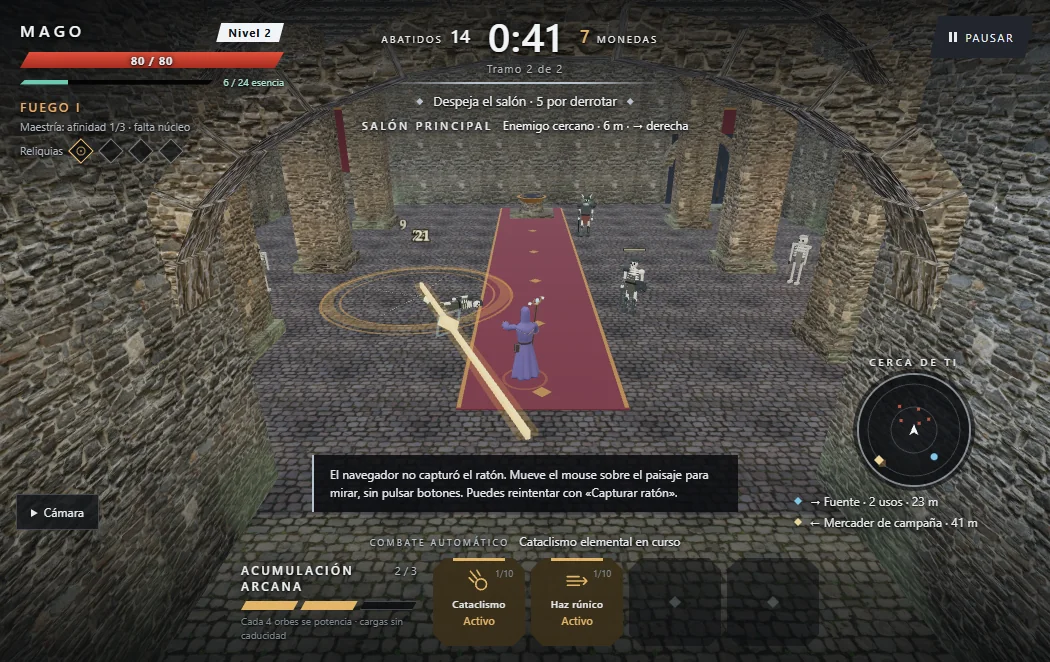 MAGO
Nivel 2
80 / 80
6 / 24 esencia
FUEGO I
Maestría: afinidad 1/3 · falta núcleo
Reliquias
ABATIDOS 14
0:41
7 MONEDAS
Tramo 2 de 2
Despeja el salón · 5 por derrotar
SALÓN PRINCIPAL Enemigo cercano · 6 m · → derecha
PAUSAR
9
21
CERCA DE TI
→ Fuente · 2 usos · 23 m
← Mercader de campaña · 41 m
El navegador no capturó el ratón. Mueve el mouse sobre el paisaje para
mirar, sin pulsar botones. Puedes reintentar con «Capturar ratón».
Cámara
COMBATE AUTOMÁTICO Cataclismo elemental en curso
ACUMULACIÓN
ARCANA
2 / 3
Cada 4 orbes se potencia · cargas sin
caducidad
1/10
Cataclismo
Activo
1/10
Haz rúnico
Activo